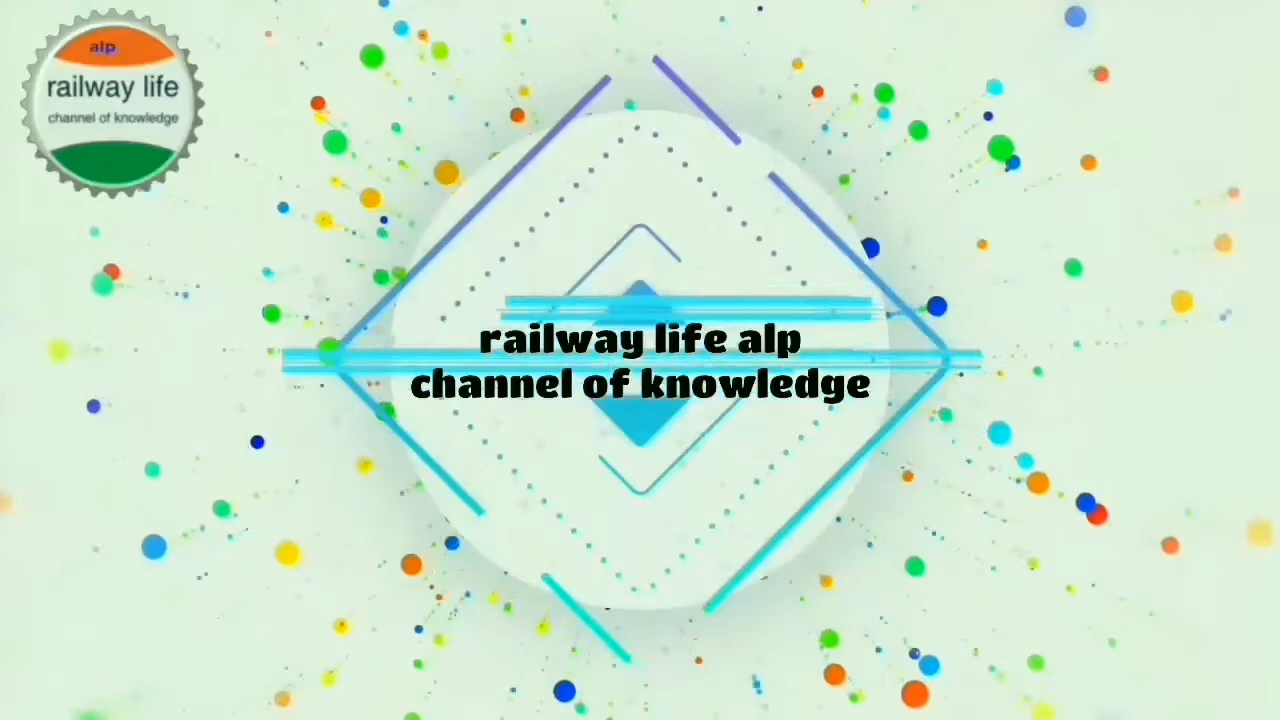 alp
railway life
channel of knowledge
railway life alp
channel of knowledge